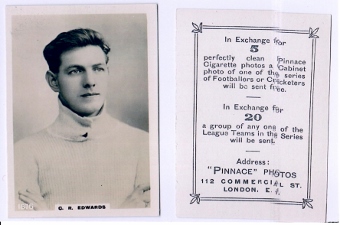 C. R. EDWARDS
In Exchange for
5
perfectly clean Pinnace
Cigarette photos a Cabinet
photo of one of the series
of Footballers or Cricketers
will be sent free.
In Exchange for
20
a group of any one of the
League Teams in the Series
will be sent
Address:
"PINNACE" PHOTOS
112 COMMERCIAL ST.
LONDON, E.